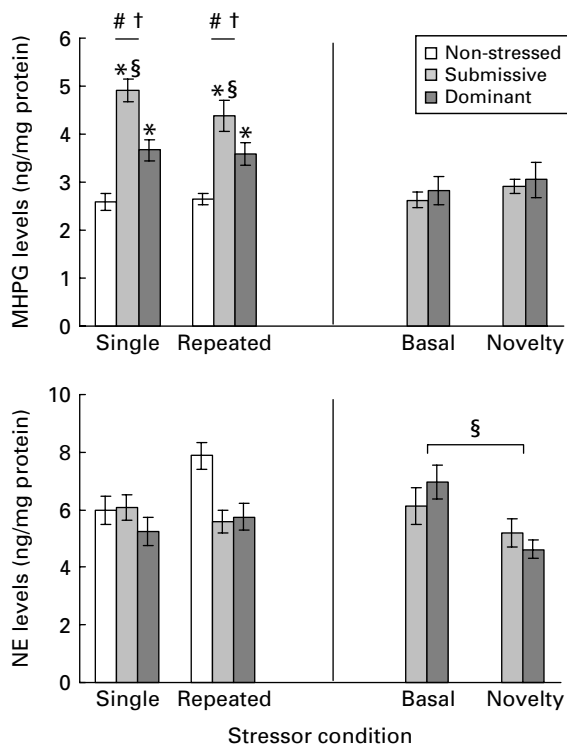 # † # †
6
5
4
3
2
1
0
MHPG levels (ng/mg protein)
*§
*
*§
*
Non-stressed
Submissive
Dominant
Single Repeated Basal Novelty
10
8
6
4
2
0
NE levels (ng/mg protein)
§
Single Repeated Basal Novelty
Stressor condition